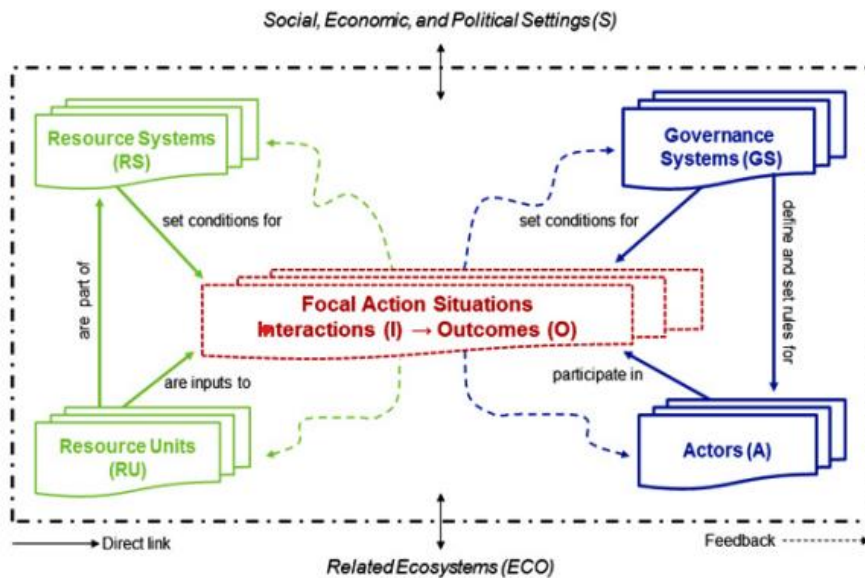 Social, Economic, and Political Settings (S)
Resource Systems
(RS)
Governance
Systems (GS)
set conditions for
set conditions for
are part of
define and set rules for
Focal Action Situations
Interactions (I) → Outcomes (O)
are inputs to
participate in
Resource Units
(RU)
Actors (A)
Direct link
Feedback
Related Ecosystems (ECO)